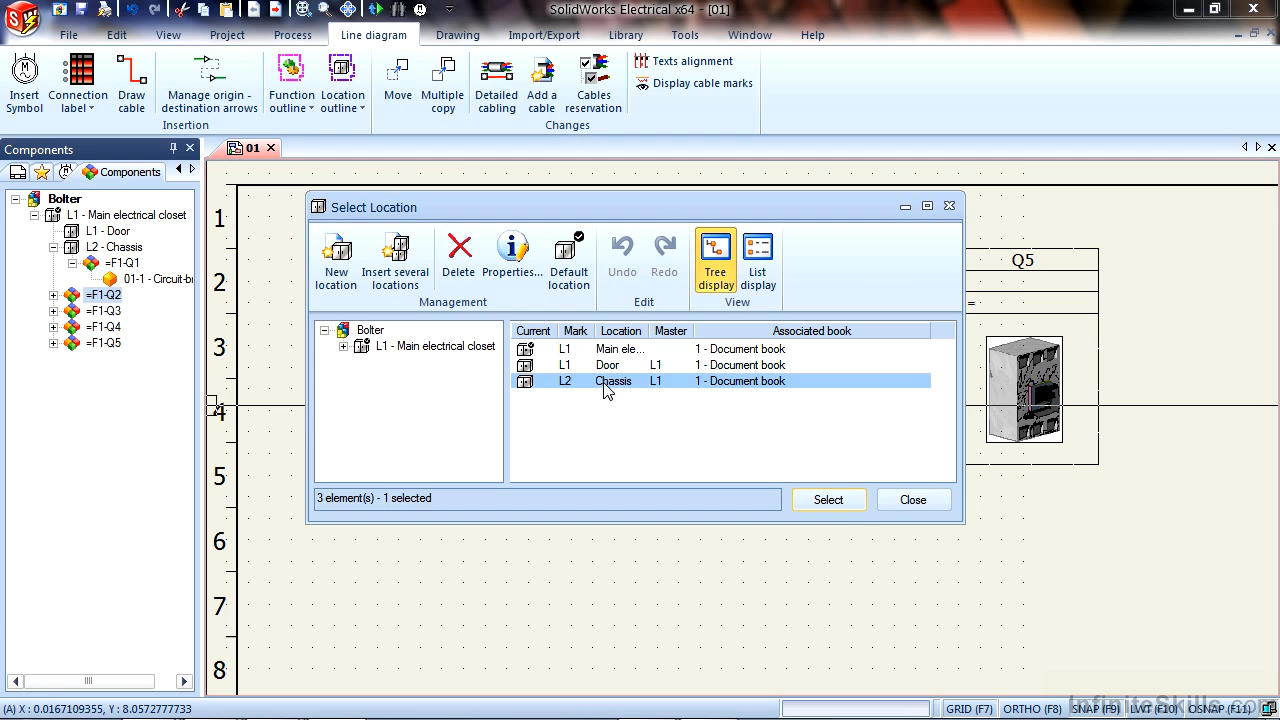 SolidWorks Electrical x64 - [01]
File Edit View Project Process Line diagram Drawing Import/Export Library Tools Window Help
Insert Symbol
Connection label
Draw cable
Manage origin - destination arrows
Function outline
Location outline
Move
Multiple copy
Detailed cabling
Add a cable
Cables reservation
Texts alignment
Display cable marks
Insertion
Changes
Components
Components
Bolter
L1 - Main electrical closet
L1 - Door
L2 - Chassis
=F1-Q1
01-1 - Circuit-br
=F1-Q2
=F1-Q3
=F1-Q4
=F1-Q5
01
1
2
3
4
5
6
7
8
Q5
=
Select Location
New location
Insert several locations
Delete
Properties...
Default location
Undo
Redo
Tree display
List display
Management
Edit
View
Bolter
L1 - Main electrical closet
Current Mark Location Master Associated book
L1 Main ele... 1 - Document book
L1 Door L1 1 - Document book
L2 Chassis L1 1 - Document book
3 element(s) - 1 selected
Select
Close
InfiniteSkills.com
(A) X : 0.0167109355, Y : 8.0572777733
GRID (F7) ORTHO (F8) SNAP (F9) LWT (F10) OSNAP (F11)